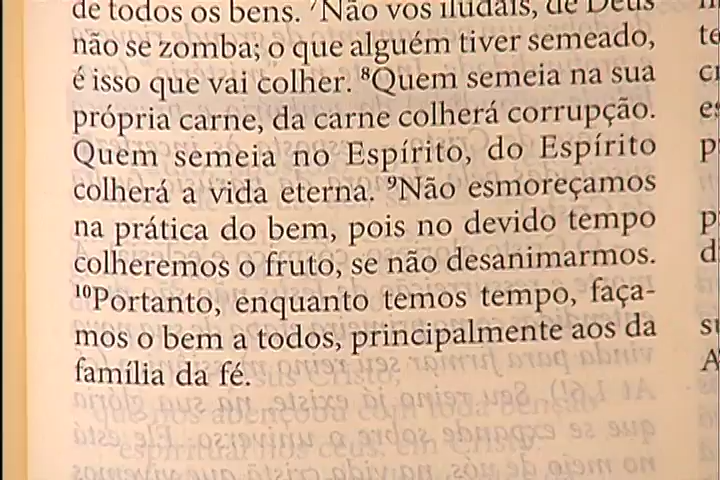 de todos os bens. ⁷Não vos iludais, de Deus
não se zomba; o que alguém tiver semeado,
é isso que vai colher. ⁸Quem semeia na sua
própria carne, da carne colherá corrupção.
Quem semeia no Espírito, do Espírito
colherá a vida eterna. ⁹Não esmoreçamos
na prática do bem, pois no devido tempo
colheremos o fruto, se não desanimarmos.
¹⁰Portanto, enquanto temos tempo, faça-
mos o bem a todos, principalmente aos da
família da fé.